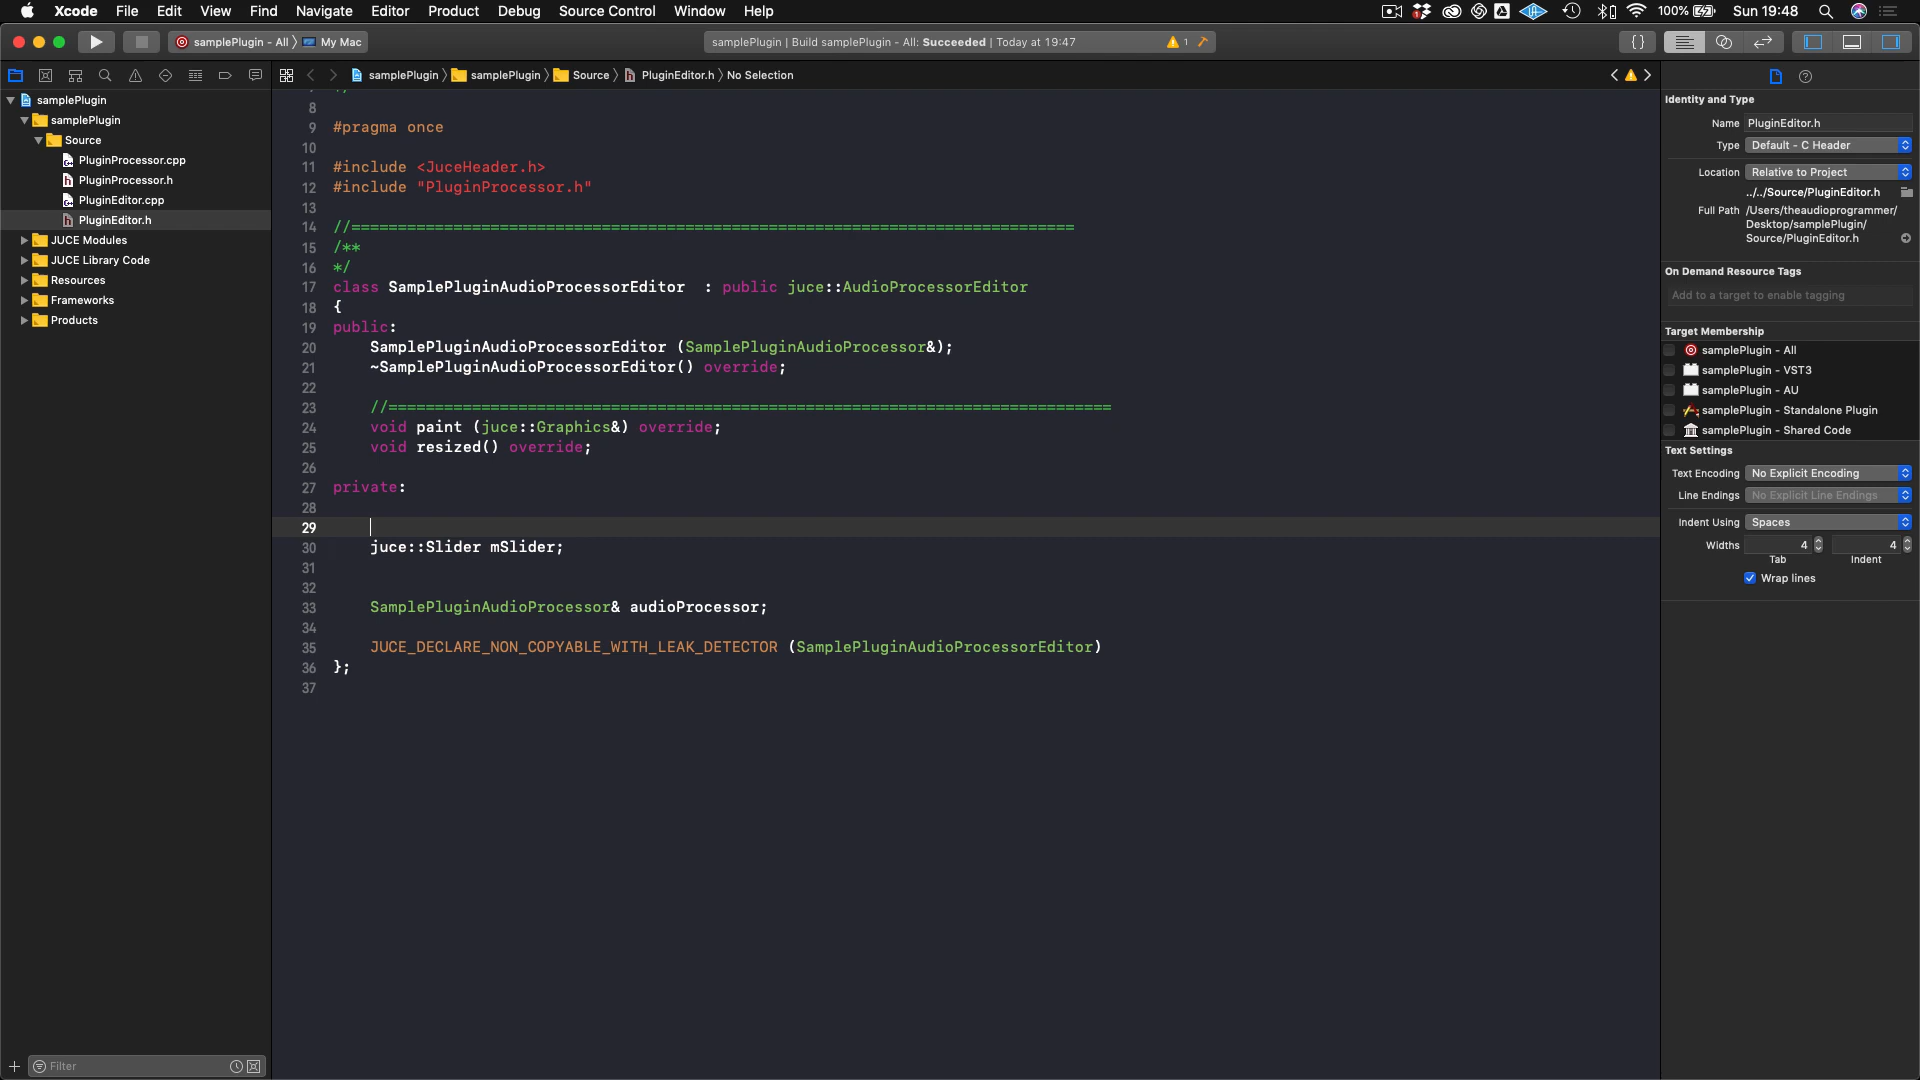 Xcode File Edit View Find Navigate Editor Product Debug Source Control Window Help 100% Sun 19:48
samplePlugin - All 〉 My Mac samplePlugin | Build samplePlugin - All: Succeeded | Today at 19:47 1
samplePlugin 〉 samplePlugin 〉 Source 〉 PluginEditor.h 〉 No Selection
samplePlugin
samplePlugin
Source
PluginProcessor.cpp
PluginProcessor.h
PluginEditor.cpp
PluginEditor.h
JUCE Modules
JUCE Library Code
Resources
Frameworks
Products
Filter
8
9 #pragma once
10
11 #include <JuceHeader.h>
12 #include "PluginProcessor.h"
13
14 //==============================================================================
15 /**
16 */
17 class SamplePluginAudioProcessorEditor  : public juce::AudioProcessorEditor
18 {
19 public:
20     SamplePluginAudioProcessorEditor (SamplePluginAudioProcessor&);
21     ~SamplePluginAudioProcessorEditor() override;
22
23     //==============================================================================
24     void paint (juce::Graphics&) override;
25     void resized() override;
26
27 private:
28
29
30     juce::Slider mSlider;
31
32
33     SamplePluginAudioProcessor& audioProcessor;
34
35     JUCE_DECLARE_NON_COPYABLE_WITH_LEAK_DETECTOR (SamplePluginAudioProcessorEditor)
36 };
37
Identity and Type
Name PluginEditor.h
Type Default - C Header
Location Relative to Project
../../Source/PluginEditor.h
Full Path /Users/theaudioprogrammer/
Desktop/samplePlugin/
Source/PluginEditor.h
On Demand Resource Tags
Add to a target to enable tagging
Target Membership
samplePlugin - All
samplePlugin - VST3
samplePlugin - AU
samplePlugin - Standalone Plugin
samplePlugin - Shared Code
Text Settings
Text Encoding No Explicit Encoding
Line Endings No Explicit Line Endings
Indent Using Spaces
Widths 4 4
Tab Indent
Wrap lines